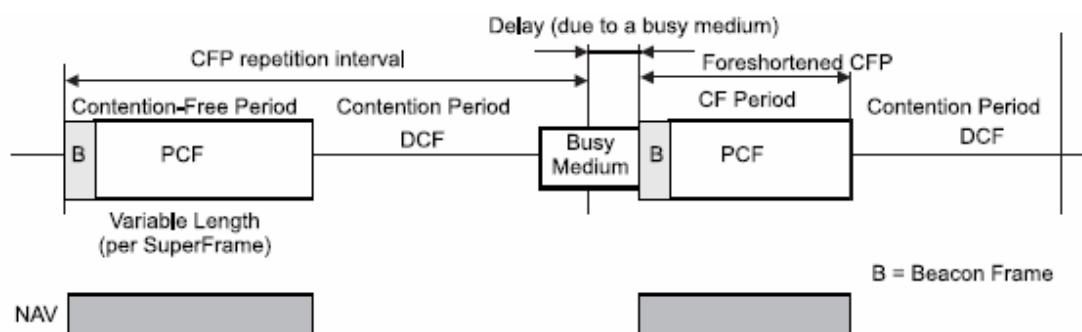 Delay (due to a busy medium)
CFP repetition interval
Foreshortened CFP
Contention-Free Period
Contention Period
DCF
CF Period
Contention Period
DCF
B
PCF
Busy
Medium
B
PCF
Variable Length
(per SuperFrame)
B = Beacon Frame
NAV